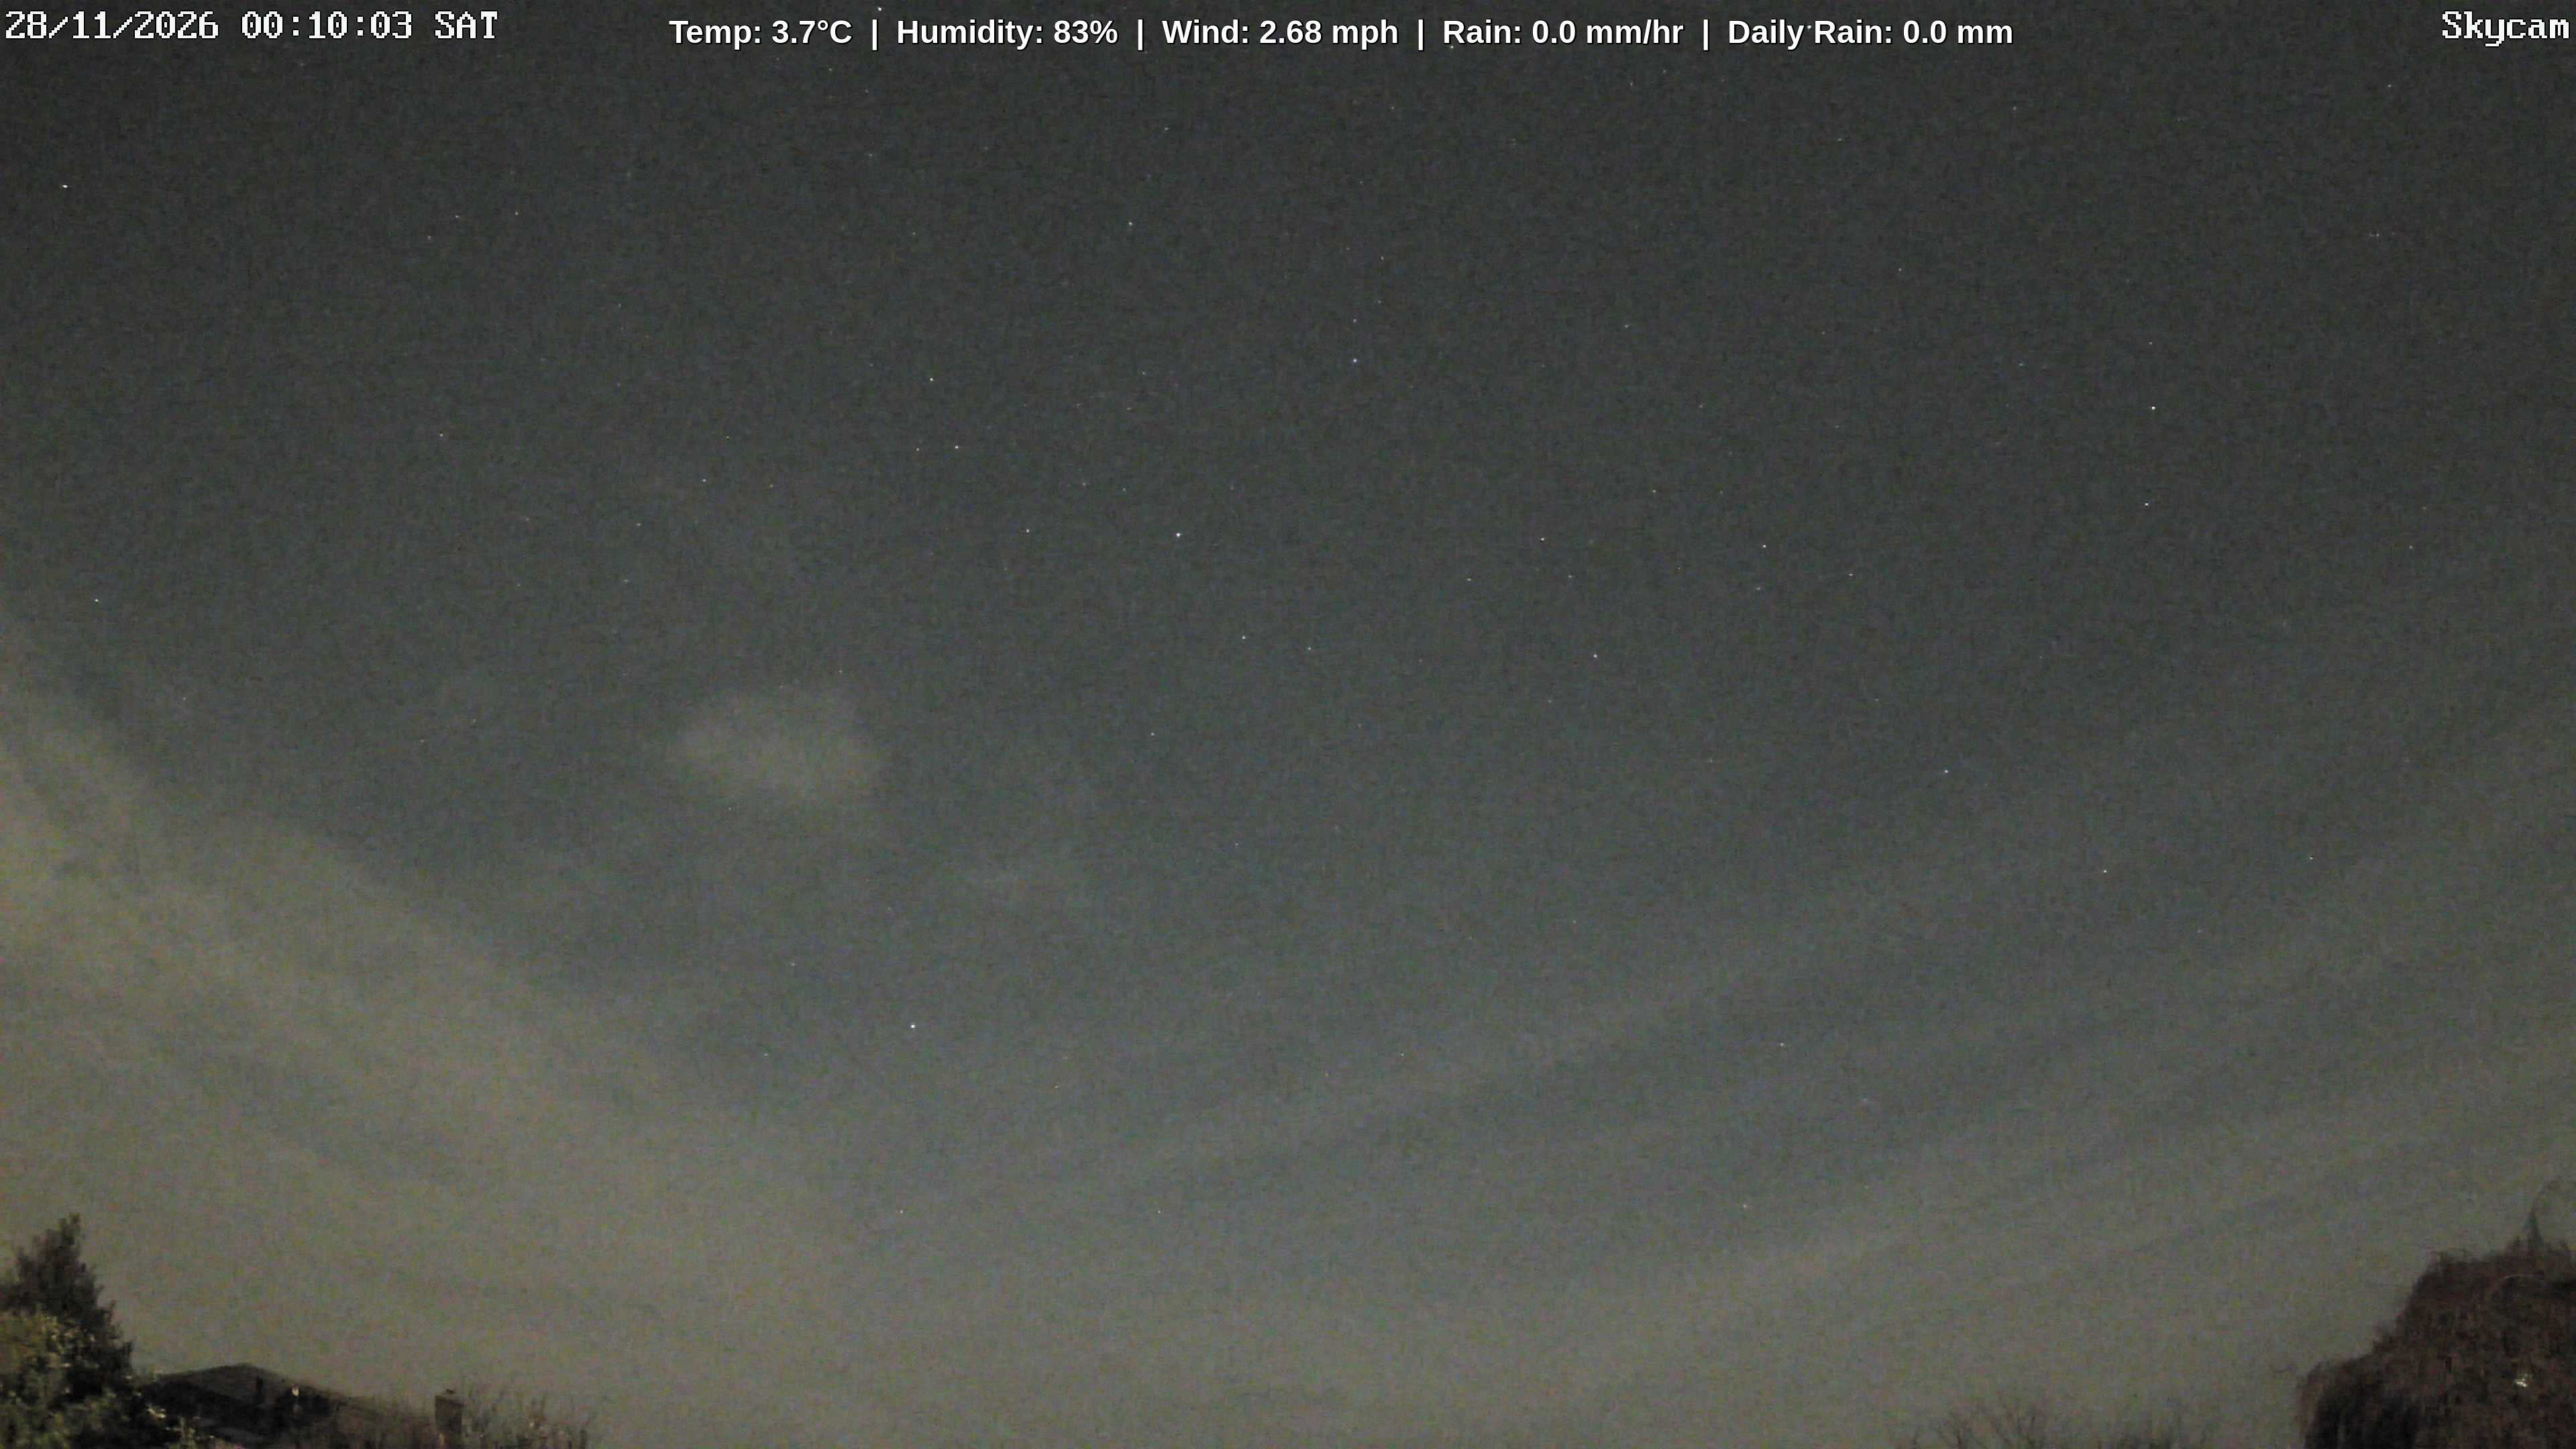 28/11/2026 00:10:03 SAT
Temp: 3.7°C | Humidity: 83% | Wind: 2.68 mph | Rain: 0.0 mm/hr | Daily Rain: 0.0 mm
Skycam